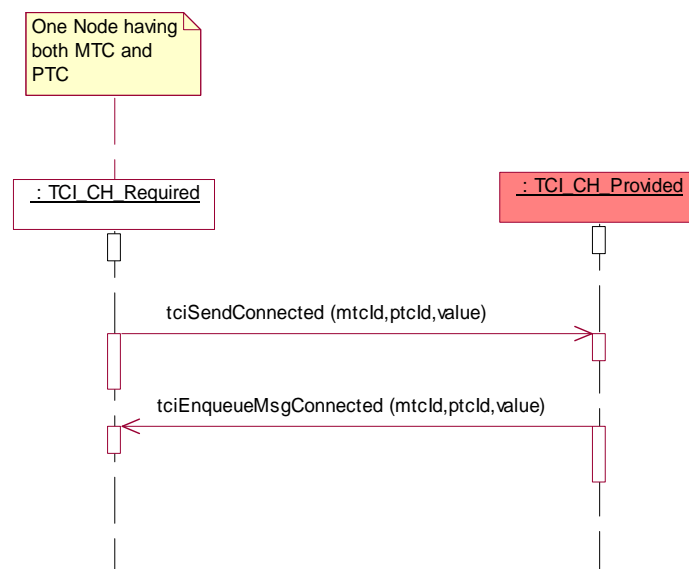 One Node having
both MTC and
PTC
: TCI_CH_Required
: TCI_CH_Provided
tciSendConnected (mtcId,ptcId,value)
tciEnqueueMsgConnected (mtcId,ptcId,value)